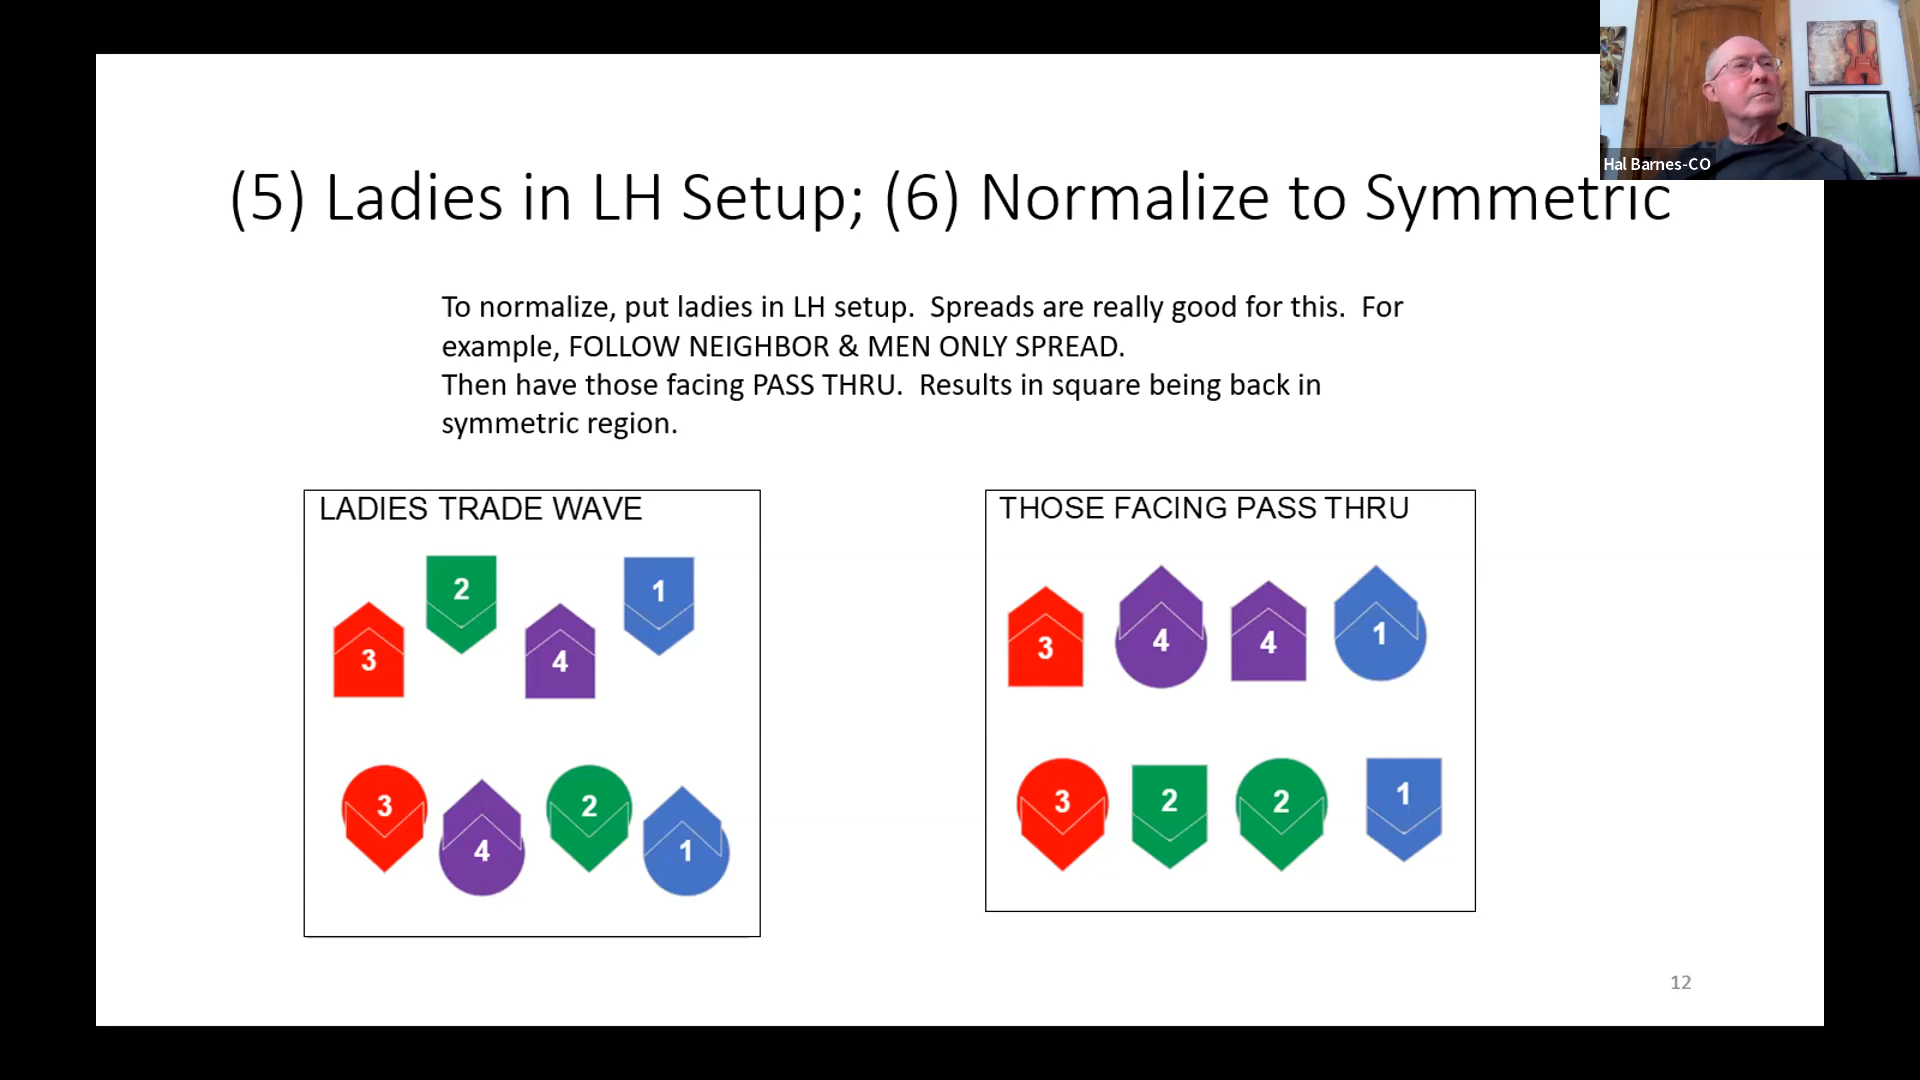 Hal Barnes-CO
(5) Ladies in LH Setup; (6) Normalize to Symmetric
To normalize, put ladies in LH setup.  Spreads are really good for this.  For
example, FOLLOW NEIGHBOR & MEN ONLY SPREAD.
Then have those facing PASS THRU.  Results in square being back in
symmetric region.
LADIES TRADE WAVE
2 1
3 4
3 2
4 1
THOSE FACING PASS THRU
3 4 4 1
3 2 2 1
12